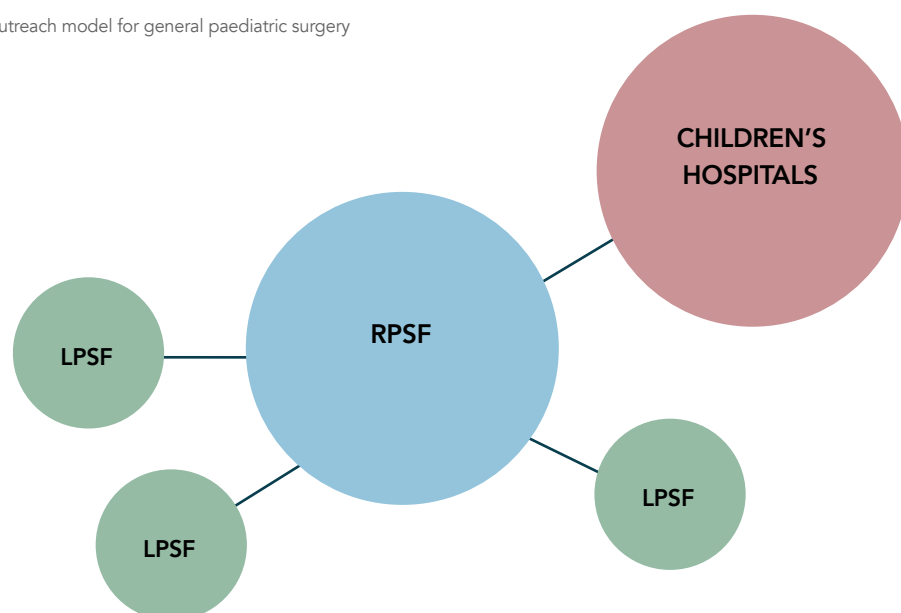 utreach model for general paediatric surgery
CHILDREN'S
HOSPITALS
RPSF
LPSF
LPSF
LPSF